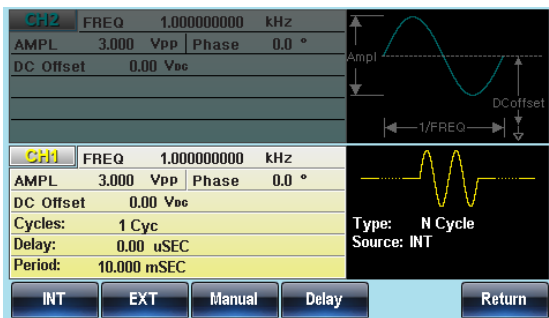 CH2 FREQ 1.000000000 kHz
AMPL 3.000 Vpp Phase 0.0 °
DC Offset 0.00 VDC
Ampl
DCoffset
1/FREQ
CH1 FREQ 1.000000000 kHz
AMPL 3.000 Vpp Phase 0.0 °
DC Offset 0.00 VDC
Cycles: 1 Cyc
Delay: 0.00 uSEC
Period: 10.000 mSEC
Type: N Cycle
Source: INT
INT EXT Manual Delay Return